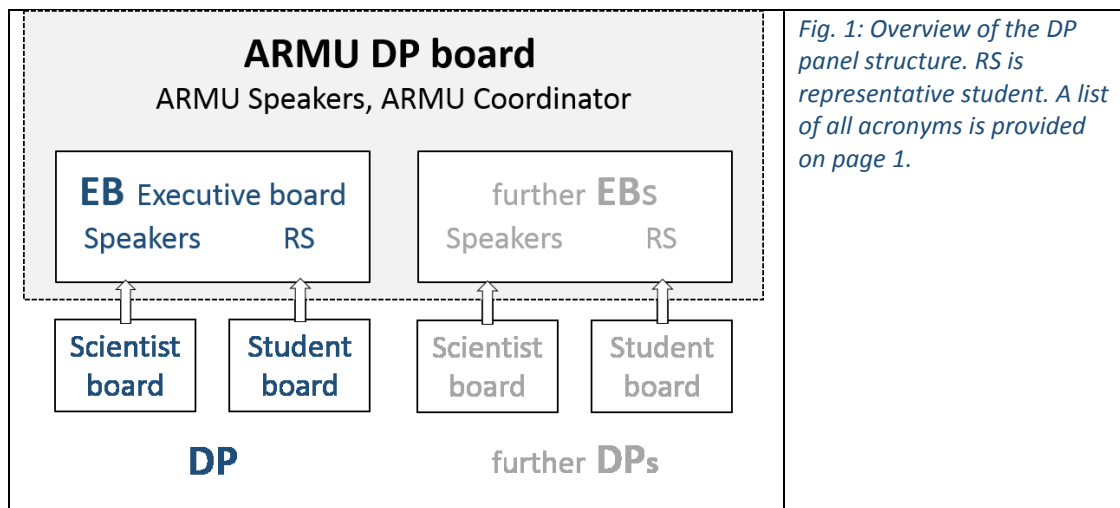 ARMU DP board
ARMU Speakers, ARMU Coordinator
EB Executive board
Speakers RS
further EBs
Speakers RS
Scientist
board
Student
board
Scientist
board
Student
board
DP
further DPs
Fig. 1: Overview of the DP
panel structure. RS is
representative student. A list
of all acronyms is provided
on page 1.